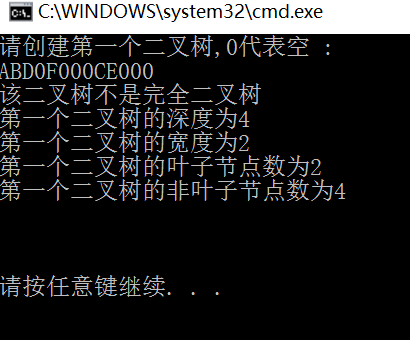 C:\WINDOWS\system32\cmd.exe
请创建第一个二叉树,0代表空 :
ABD0F000CE000
该二叉树不是完全二叉树
第一个二叉树的深度为4
第一个二叉树的宽度为2
第一个二叉树的叶子节点数为2
第一个二叉树的非叶子节点数为4
请按任意键继续. . .